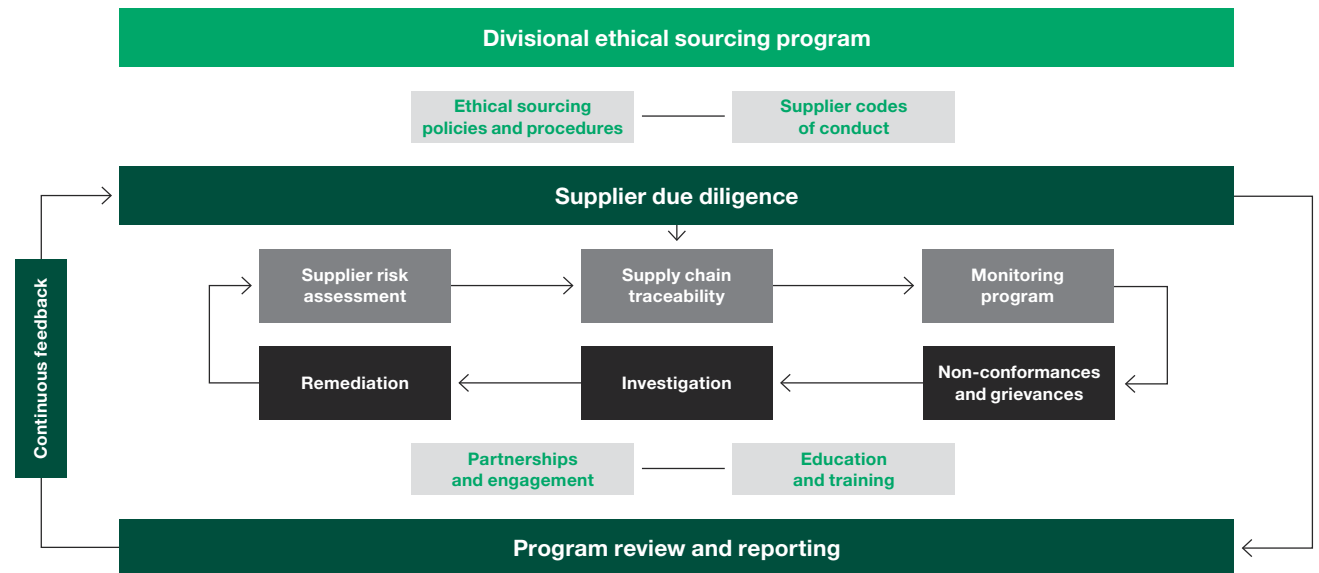 Divisional ethical sourcing program
Ethical sourcing
policies and procedures
Supplier codes
of conduct
Supplier due diligence
Continuous feedback
Supplier risk
assessment
Supply chain
traceability
Monitoring
program
Remediation
Investigation
Non-conformances
and grievances
Partnerships
and engagement
Education
and training
Program review and reporting